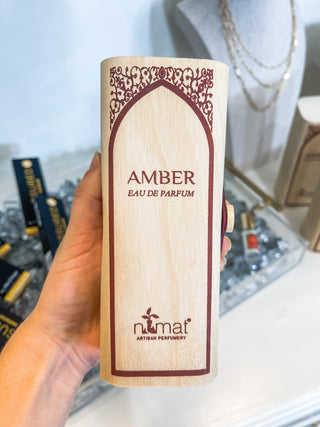 AMBER
EAU DE PARFUM
nemat®
ARTISAN PERFUMERY